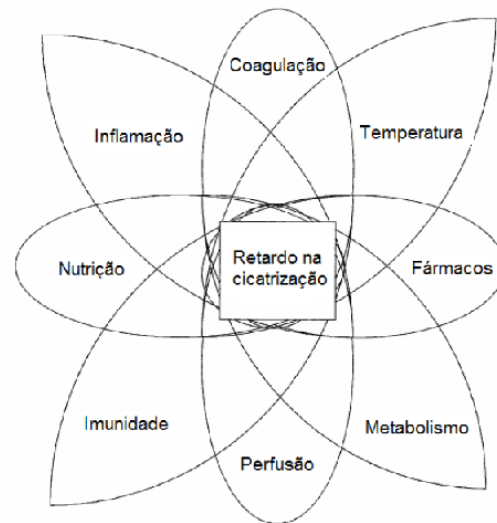 Coagulação
Inflamação
Temperatura
Nutrição
Retardo na
cicatrização
Fármacos
Imunidade
Metabolismo
Perfusão